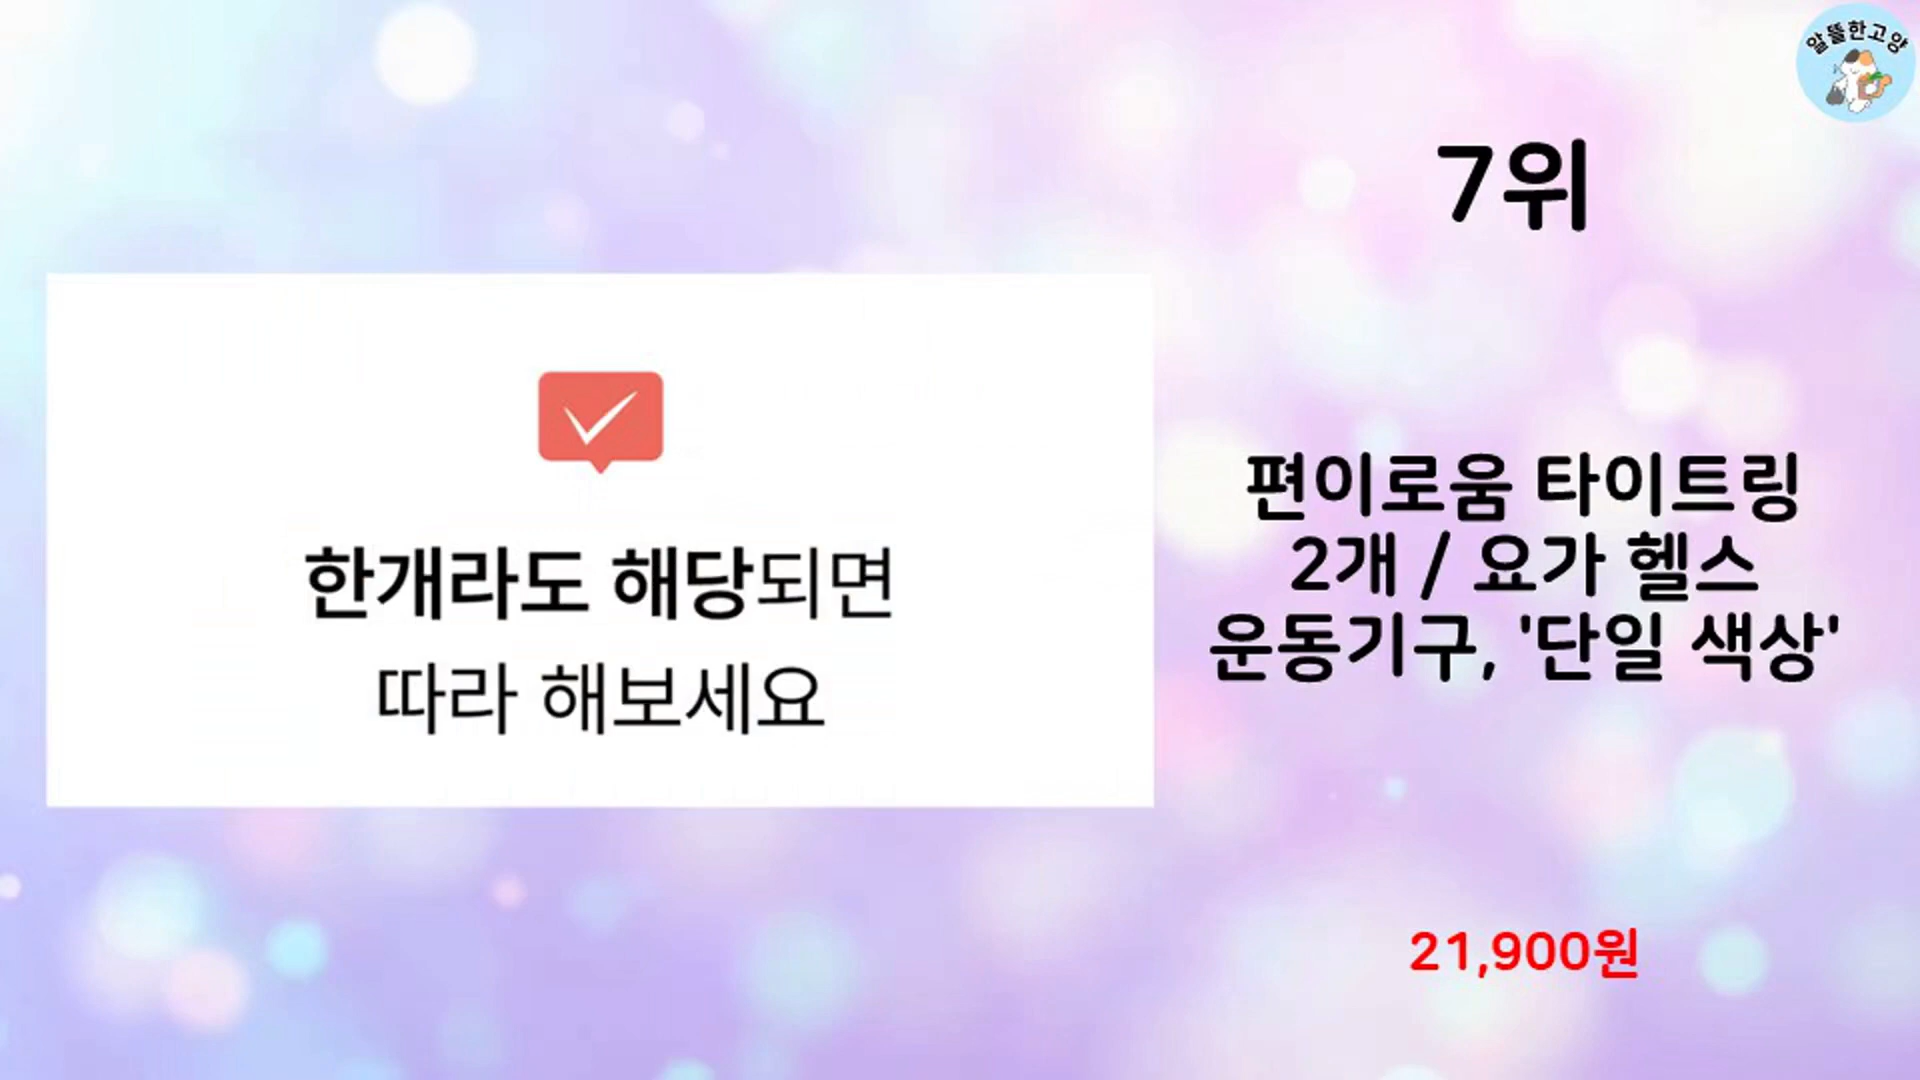 알뜰한고양
7위
한개라도 해당되면
따라 해보세요
편이로움 타이트링
2개 / 요가 헬스
운동기구, '단일 색상'
21,900원